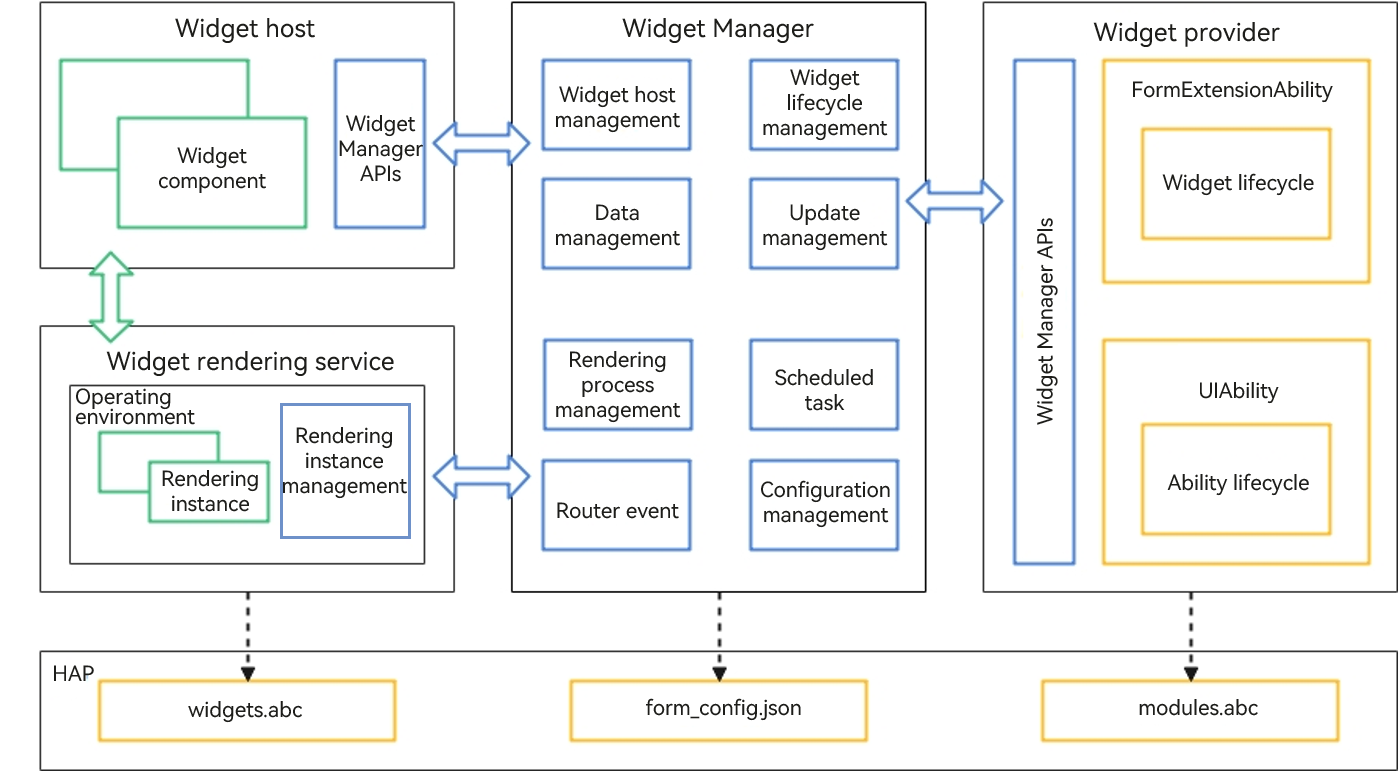 Widget host
Widget
component
Widget
Manager
APIs
Widget Manager
Widget host
management
Widget
lifecycle
management
Data
management
Update
management
Rendering
process
management
Scheduled
task
Router event
Configuration
management
Widget provider
Widget Manager APIs
FormExtensionAbility
Widget lifecycle
UIAbility
Ability lifecycle
Widget rendering service
Operating
environment
Rendering
instance
Rendering
instance
management
HAP
widgets.abc
form_config.json
modules.abc